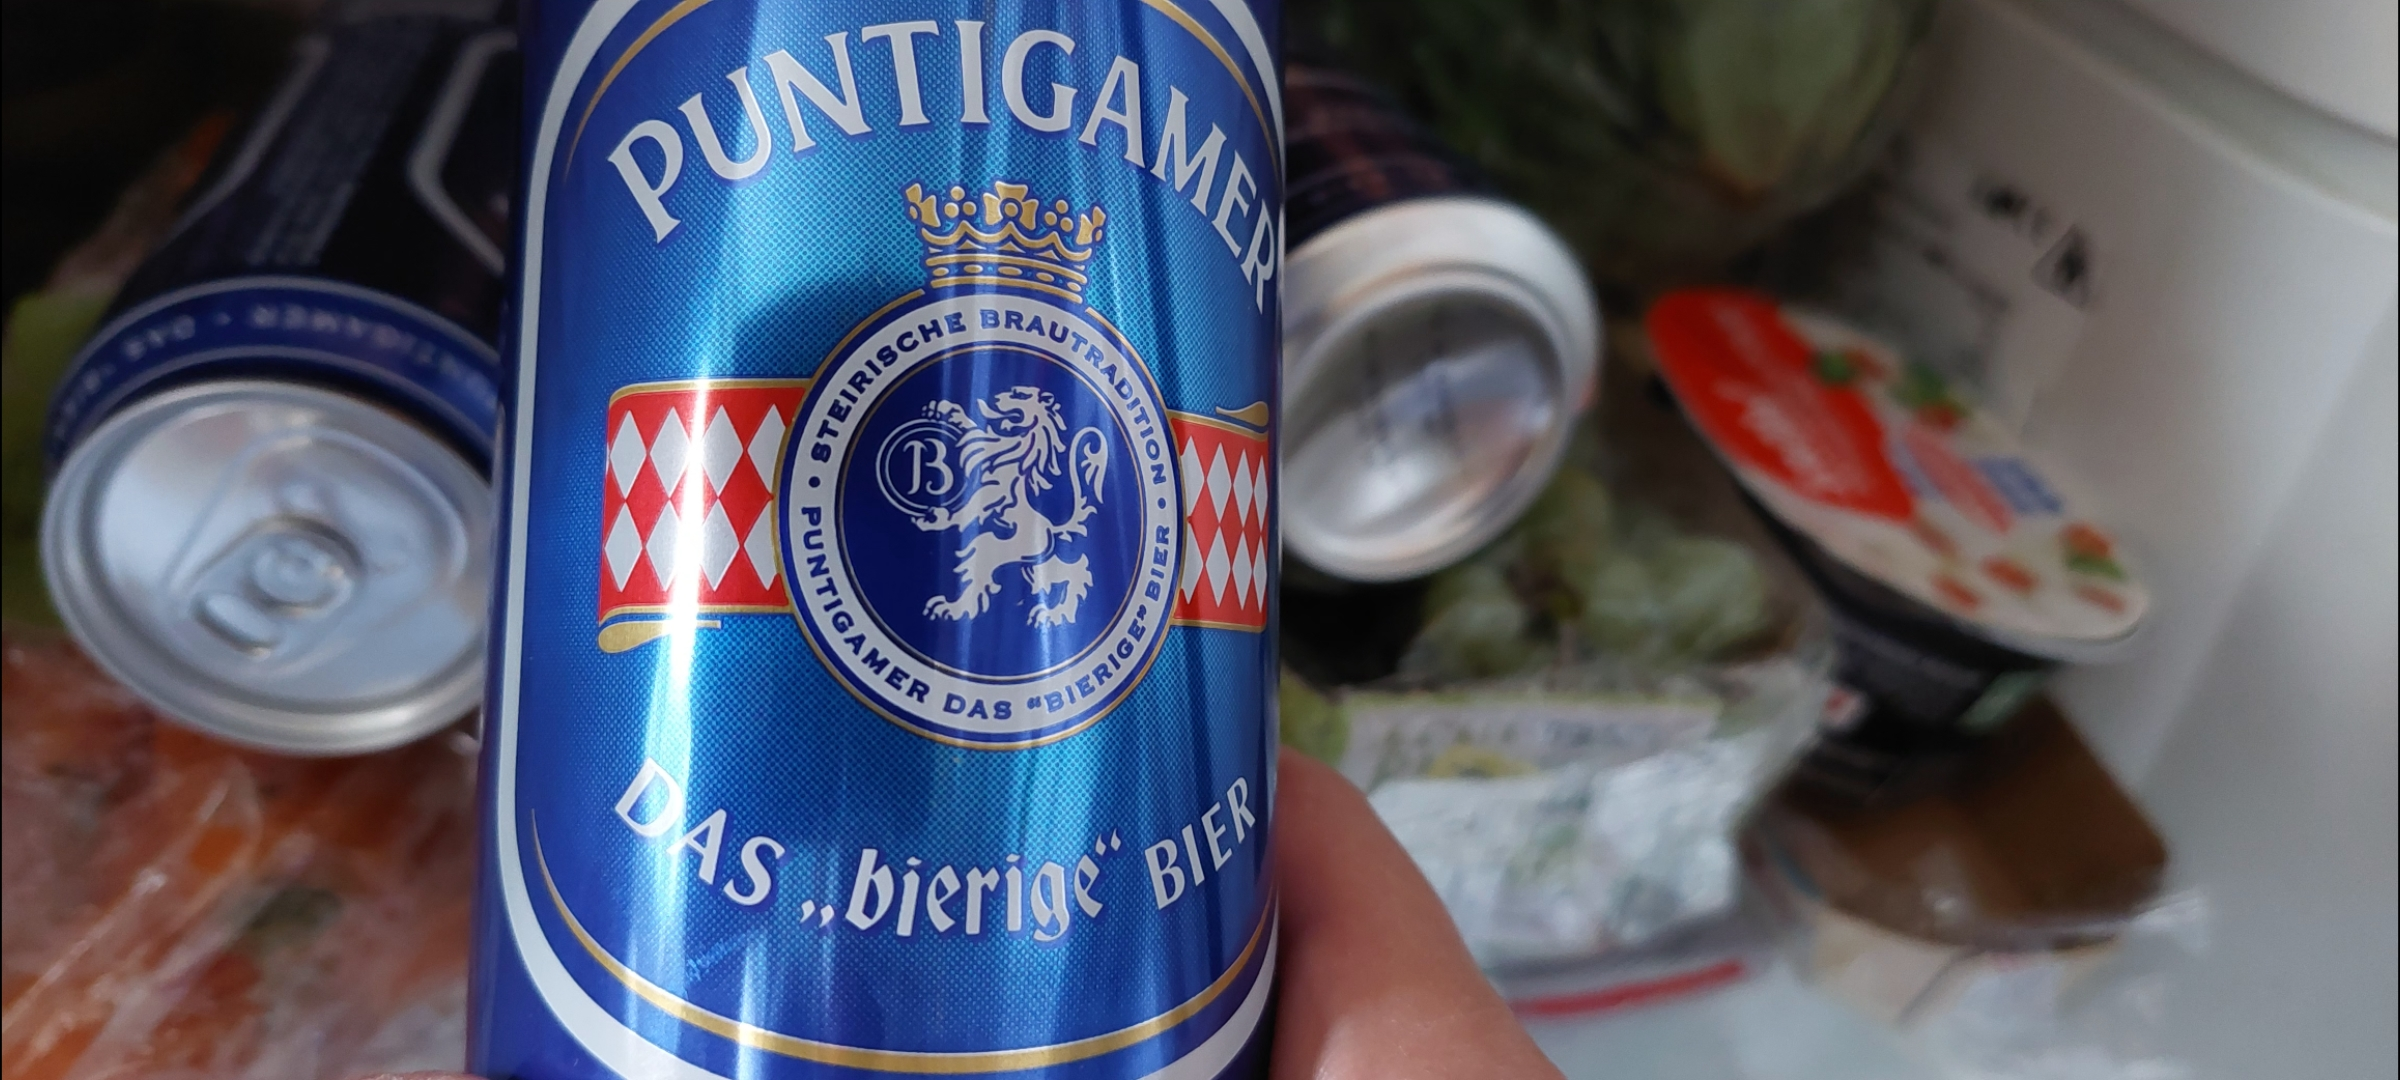 PUNTIGAMER
• STEIRISCHE BRAUTRADITION •
PUNTIGAMER DAS “BIERIGE” BIER
B
DAS „bierige“ BIER